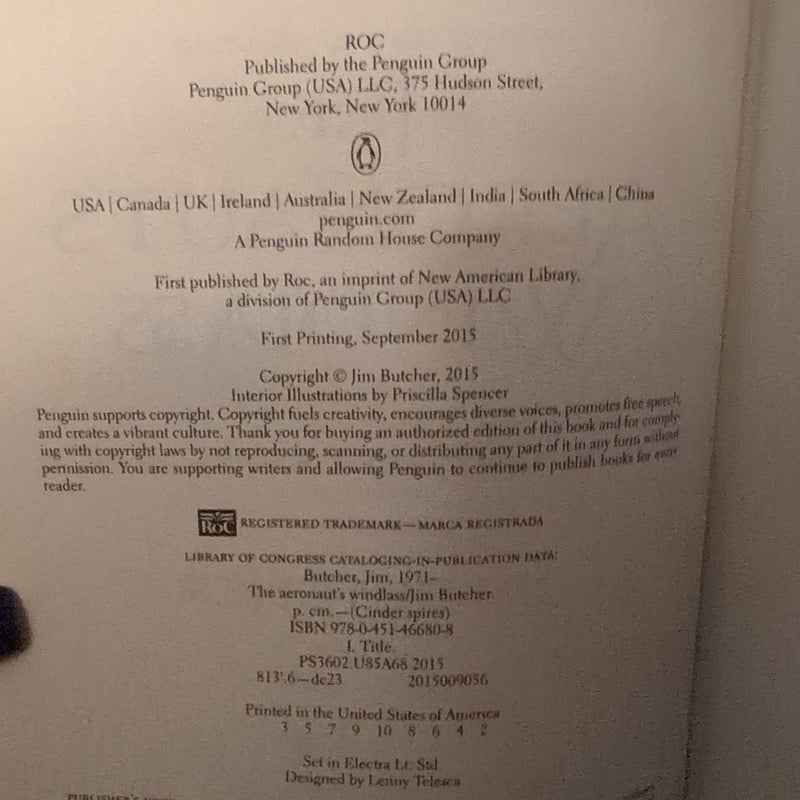 ROC
Published by the Penguin Group
Penguin Group (USA) LLC, 375 Hudson Street,
New York, New York 10014
USA | Canada | UK | Ireland | Australia | New Zealand | India | South Africa | China
penguin.com
A Penguin Random House Company
First published by Roc, an imprint of New American Library,
a division of Penguin Group (USA) LLC
First Printing, September 2015
Copyright © Jim Butcher, 2015
Interior Illustrations by Priscilla Spencer
Penguin supports copyright. Copyright fuels creativity, encourages diverse voices, promotes free speech,
and creates a vibrant culture. Thank you for buying an authorized edition of this book and for comply-
ing with copyright laws by not reproducing, scanning, or distributing any part of it in any form without
permission. You are supporting writers and allowing Penguin to continue to publish books for every
reader.
ROC REGISTERED TRADEMARK—MARCA REGISTRADA
LIBRARY OF CONGRESS CATALOGING-IN-PUBLICATION DATA:
Butcher, Jim, 1971–
The aeronaut's windlass/Jim Butcher.
p. cm.—(Cinder spires)
ISBN 978-0-451-46680-8
I. Title.
PS3602.U85A68 2015
813'.6—dc23 2015009056
Printed in the United States of America
3 5 7 9 10 8 6 4 2
Set in Electra Lt. Std.
Designed by Lenny Telesca